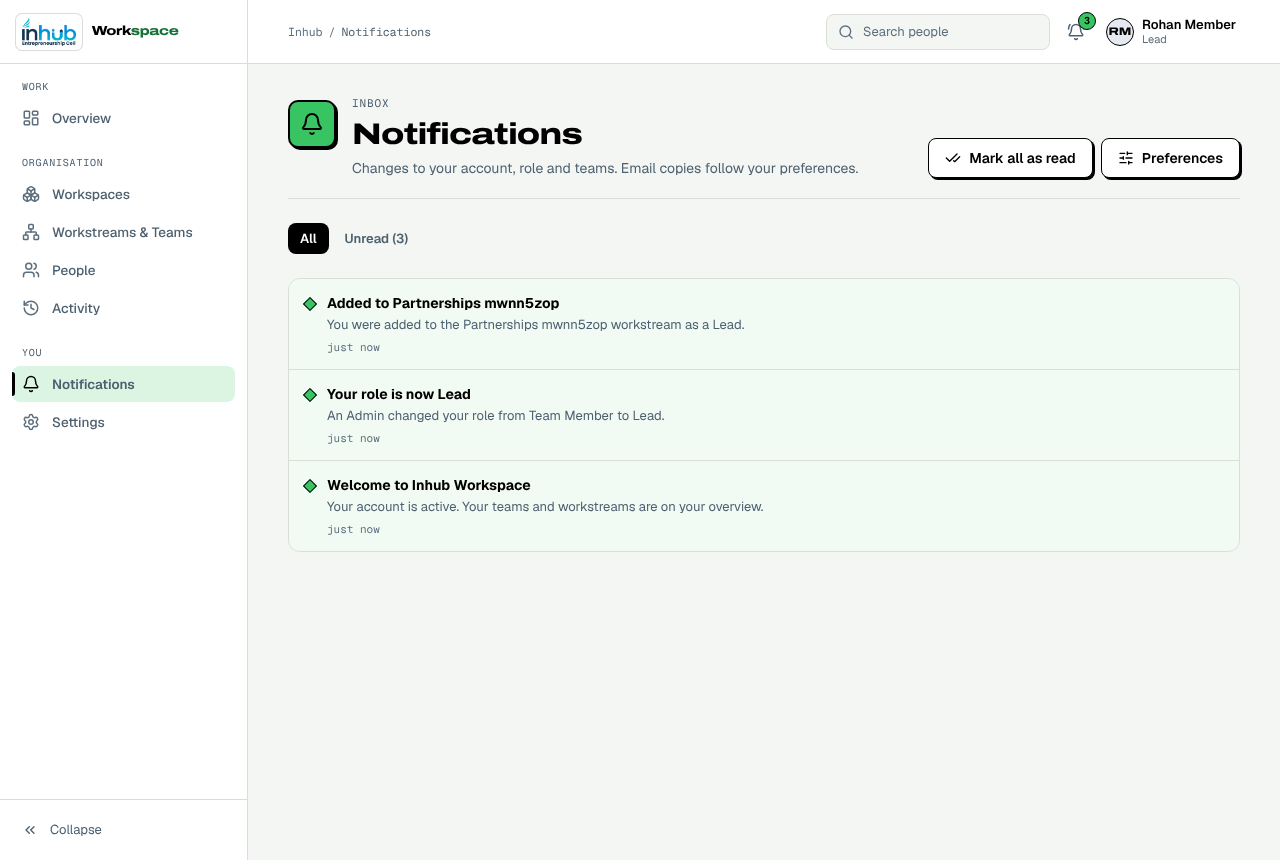 inhub
Entrepreneurship Cell
Workspace
Inhub / Notifications
Search people
3
RM
Rohan Member
Lead
WORK
Overview
ORGANISATION
Workspaces
Workstreams & Teams
People
Activity
YOU
Notifications
Settings
Collapse
INBOX
Notifications
Changes to your account, role and teams. Email copies follow your preferences.
Mark all as read
Preferences
All
Unread (3)
Added to Partnerships mwnn5zop
You were added to the Partnerships mwnn5zop workstream as a Lead.
just now
Your role is now Lead
An Admin changed your role from Team Member to Lead.
just now
Welcome to Inhub Workspace
Your account is active. Your teams and workstreams are on your overview.
just now